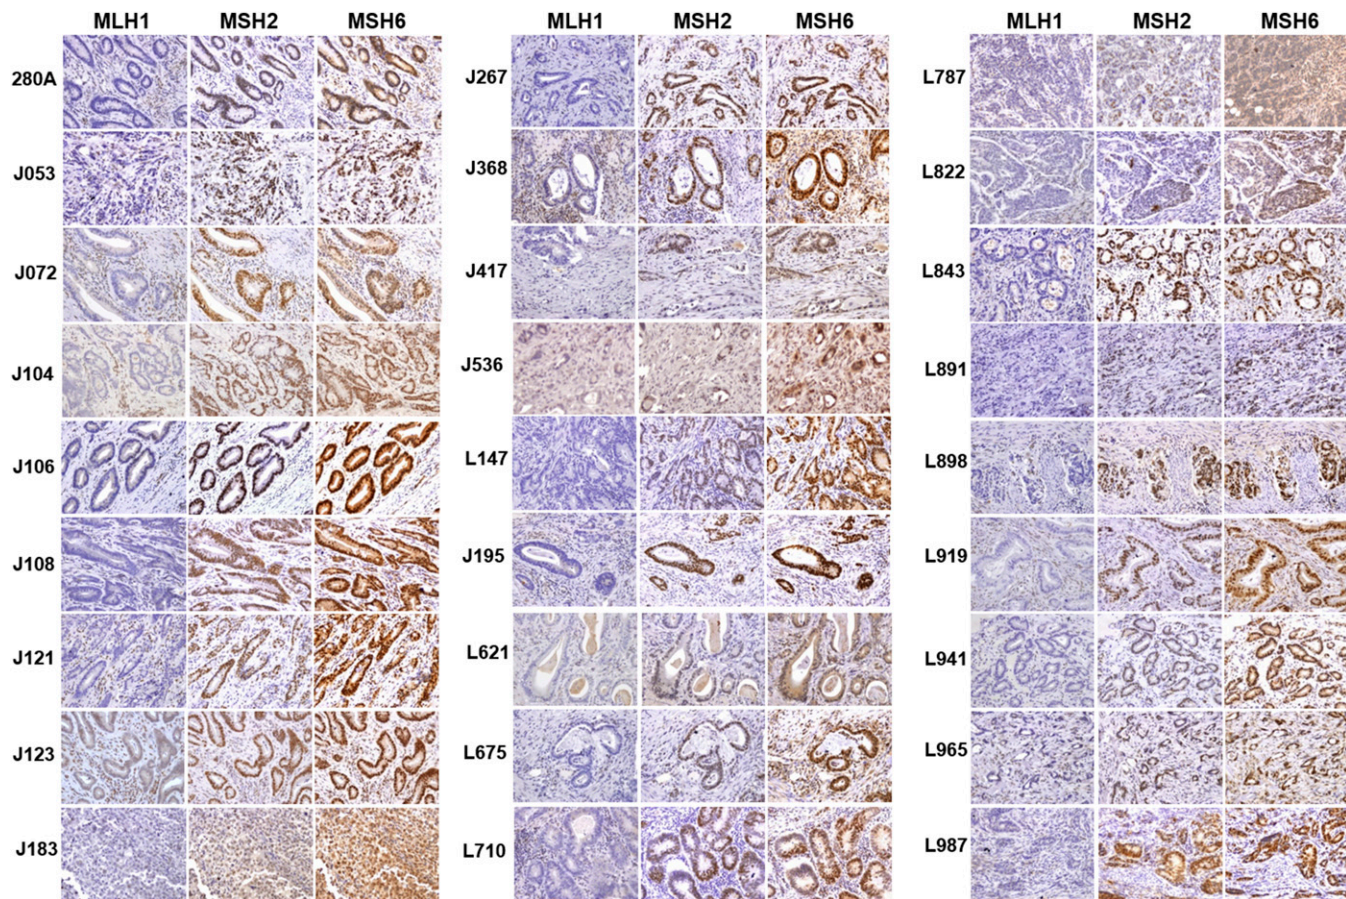 MLH1 MSH2 MSH6
280A
J053
J072
J104
J106
J108
J121
J123
J183
MLH1 MSH2 MSH6
J267
J368
J417
J536
L147
J195
L621
L675
L710
MLH1 MSH2 MSH6
L787
L822
L843
L891
L898
L919
L941
L965
L987